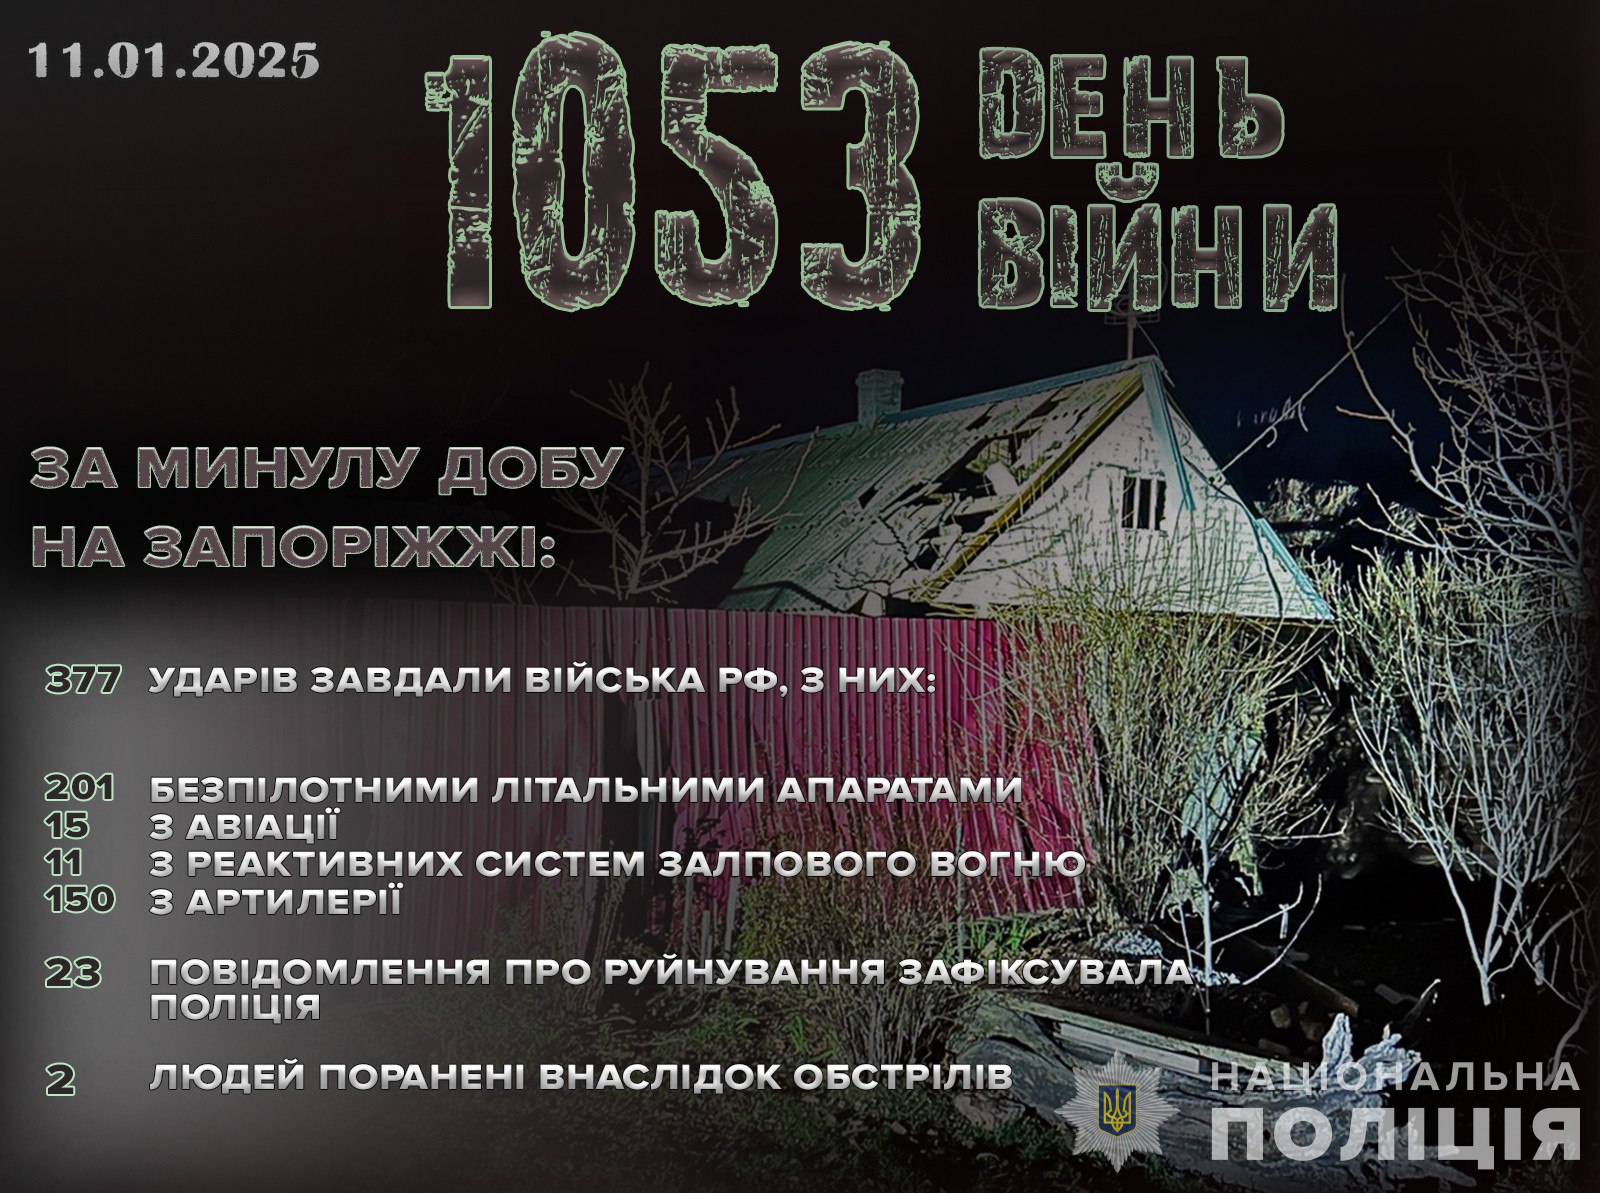 11.01.2025
1053 ДЕНЬ
ВІЙНИ
ЗА МИНУЛУ ДОБУ
НА ЗАПОРІЖЖІ:
377 УДАРІВ ЗАВДАЛИ ВІЙСЬКА РФ, З НИХ:
201 БЕЗПІЛОТНИМИ ЛІТАЛЬНИМИ АПАРАТАМИ
15 З АВІАЦІЇ
11 З РЕАКТИВНИХ СИСТЕМ ЗАЛПОВОГО ВОГНЮ
150 З АРТИЛЕРІЇ
23 ПОВІДОМЛЕННЯ ПРО РУЙНУВАННЯ ЗАФІКСУВАЛА
ПОЛІЦІЯ
2 ЛЮДЕЙ ПОРАНЕНІ ВНАСЛІДОК ОБСТРІЛІВ
НАЦІОНАЛЬНА
ПОЛІЦІЯ